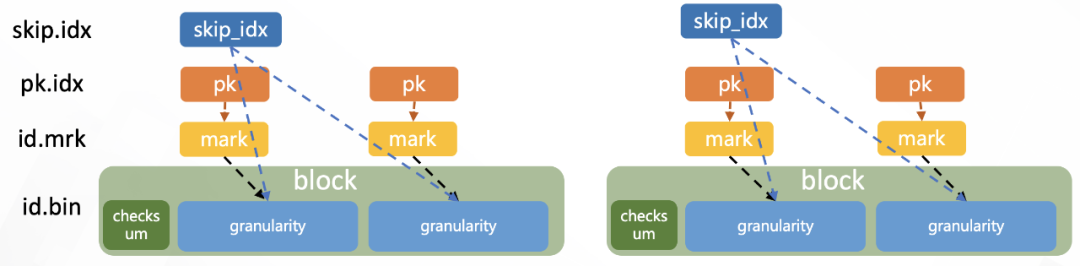 skip.idx skip_idx skip_idx
pk.idx pk pk pk pk
id.mrk mark mark mark mark
block block
id.bin
checks
um
granularity granularity
checks
um
granularity granularity